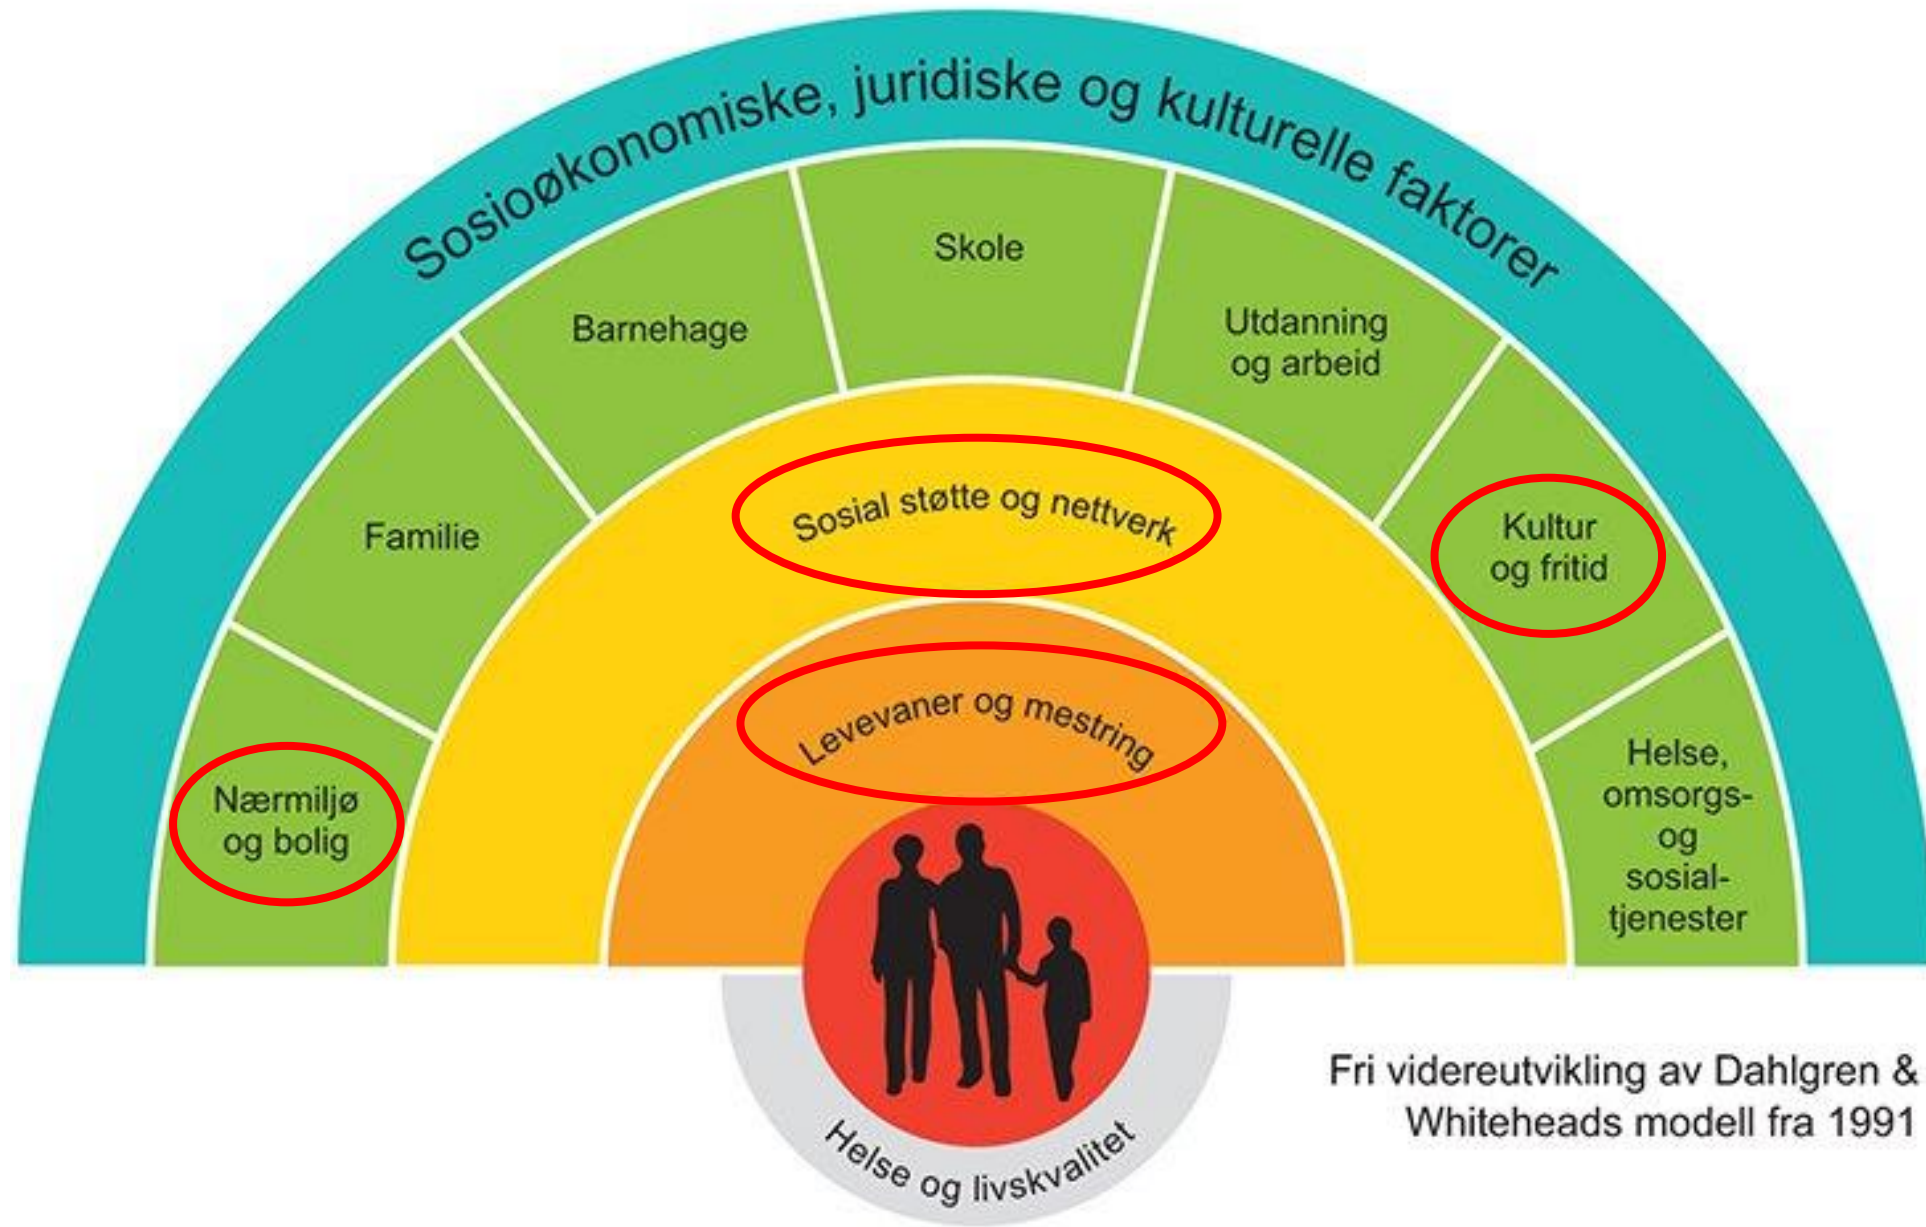 Sosioøkonomiske, juridiske og kulturelle faktorer
Skole
Barnehage
Utdanning
og arbeid
Familie
Kultur
og fritid
Nærmiljø
og bolig
Helse,
omsorgs-
og
sosial-
tjenester
Sosial støtte og nettverk
Levevaner og mestring
Helse og livskvalitet
Fri videreutvikling av Dahlgren &
Whiteheads modell fra 1991